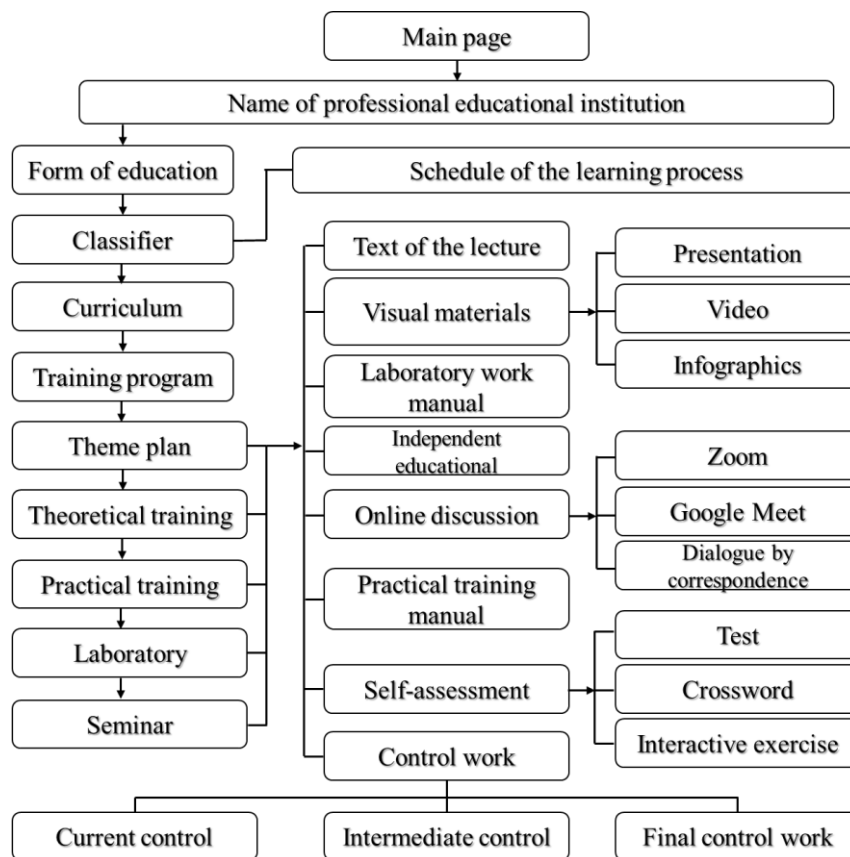 Main page
Name of professional educational institution
Form of education
Schedule of the learning process
Classifier
Text of the lecture
Presentation
Curriculum
Visual materials
Video
Training program
Laboratory work
manual
Infographics
Theme plan
Independent
educational
Zoom
Theoretical training
Online discussion
Google Meet
Practical training
Practical training
manual
Dialogue by
correspondence
Laboratory
Test
Seminar
Self-assessment
Crossword
Control work
Interactive exercise
Current control
Intermediate control
Final control work